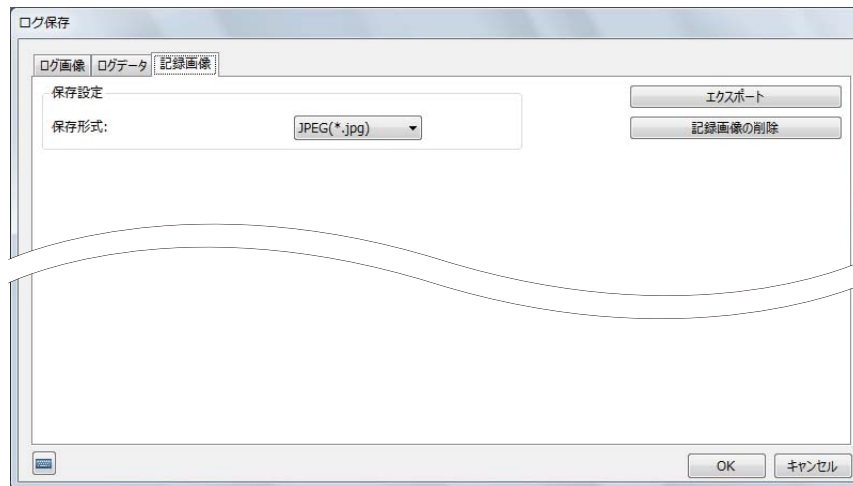 ログ保存
ログ画像 ログデータ 記録画像
保存設定
エクスポート
保存形式: JPEG(*.jpg)
記録画像の削除
OK キャンセル